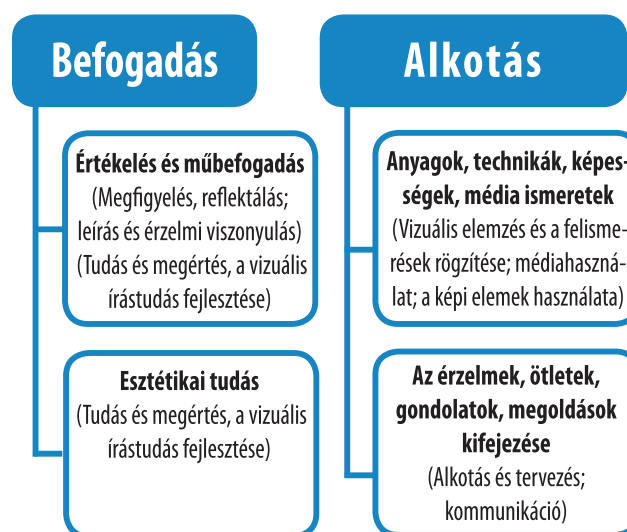 Befogadás
Értékelés és műbefogadás
(Megfigyelés, reflektálás;
leírás és érzelmi viszonyulás)
(Tudás és megértés, a vizuális
írástudás fejlesztése)
Esztétikai tudás
(Tudás és megértés, a vizuális
írástudás fejlesztése)
Alkotás
Anyagok, technikák, képes-
ségek, média ismeretek
(Vizuális elemzés és a felisme-
rések rögzítése; médiahaszná-
lat; a képi elemek használata)
Az érzelmek, ötletek,
gondolatok, megoldások
kifejezése
(Alkotás és tervezés;
kommunikáció)